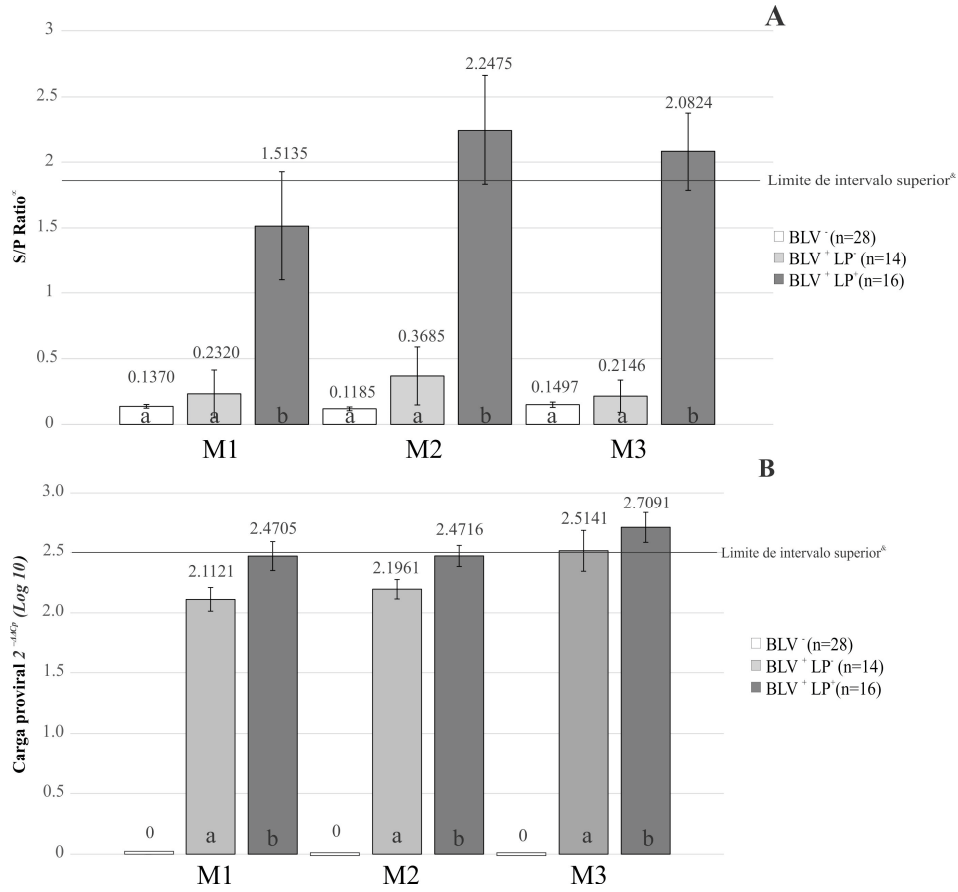 A
3
2.5
2
1.5
1
0.5
0
S/P Ratio∝
0.1370
0.2320
1.5135
0.1185
0.3685
2.2475
0.1497
0.2146
2.0824
Limite de intervalo superior&
BLV - (n=28)
BLV + LP- (n=14)
BLV + LP+(n=16)
a
a
b
a
a
b
a
a
b
M1
M2
M3
B
3.0
2.5
2.0
1.5
1.0
0.5
0
Carga proviral 2 -ΔΔCp (Log 10)
0
2.1121
2.4705
0
2.1961
2.4716
0
2.5141
2.7091
Limite de intervalo superior&
BLV - (n=28)
BLV + LP- (n=14)
BLV + LP+(n=16)
a
b
a
b
a
b
M1
M2
M3